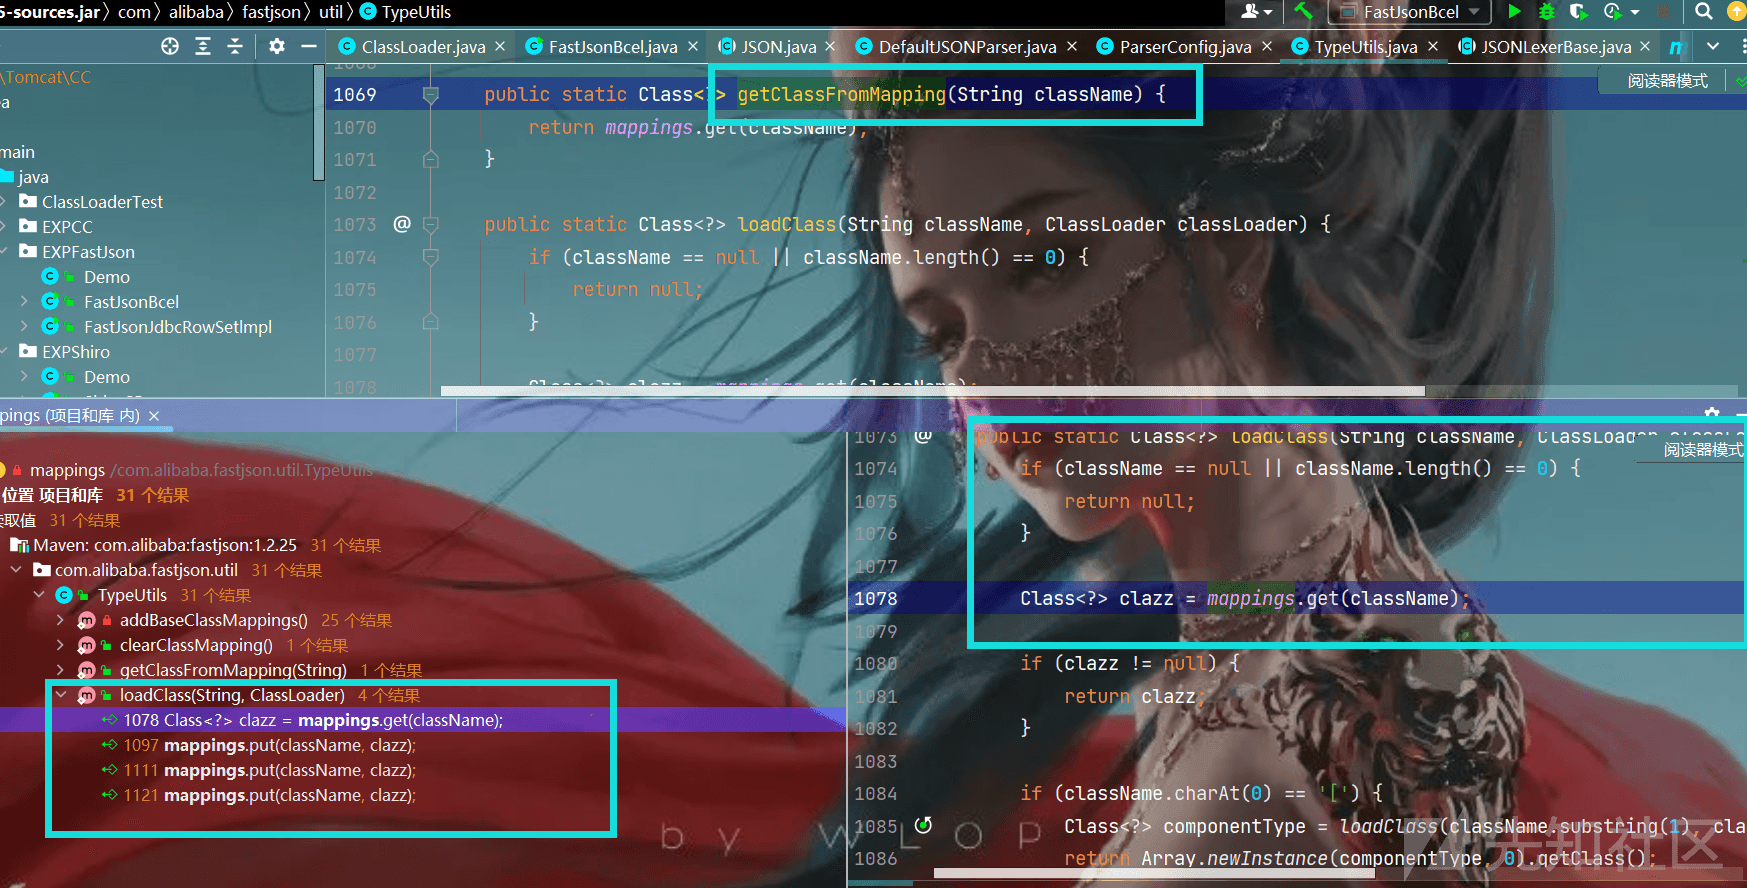 5-sources.jar 〉 com 〉 alibaba 〉 fastjson 〉 util 〉 TypeUtils
FastJsonBcel
ClassLoader.java × FastJsonBcel.java × JSON.java × DefaultJSONParser.java × ParserConfig.java × TypeUtils.java × JSONLexerBase.java ×
\Tomcat\CC
main
java
ClassLoaderTest
EXPCC
EXPFastJson
Demo
FastJsonBcel
FastJsonJdbcRowSetImpl
EXPShiro
Demo
阅读器模式
1069 public static Class<?> getClassFromMapping(String className) {
1070 return mappings.get(className);
1071 }
1072
1073 @ public static Class<?> loadClass(String className, ClassLoader classLoader) {
1074 if (className == null || className.length() == 0) {
1075 return null;
1076 }
1077
1078 Class<?> clazz = mappings.get(className);
pings (项目和库 内) ×
mappings /com.alibaba.fastjson.util.TypeUtils
位置 项目和库 31 个结果
读取值 31 个结果
Maven: com.alibaba:fastjson:1.2.25 31 个结果
com.alibaba.fastjson.util 31 个结果
TypeUtils 31 个结果
addBaseClassMappings() 25 个结果
clearClassMapping() 1 个结果
getClassFromMapping(String) 1 个结果
loadClass(String, ClassLoader) 4 个结果
1078 Class<?> clazz = mappings.get(className);
1097 mappings.put(className, clazz);
1111 mappings.put(className, clazz);
1121 mappings.put(className, clazz);
1073 @ public static Class<?> loadClass(String className, ClassLoader
阅读器模式
1074 if (className == null || className.length() == 0) {
1075 return null;
1076 }
1077
1078 Class<?> clazz = mappings.get(className);
1079
1080 if (clazz != null) {
1081 return clazz;
1082 }
1083
1084 if (className.charAt(0) == '[') {
1085 Class<?> componentType = loadClass(className.substring(1), cla
1086 return Array.newInstance(componentType, 0).getClass();
by WLOP
先知社区